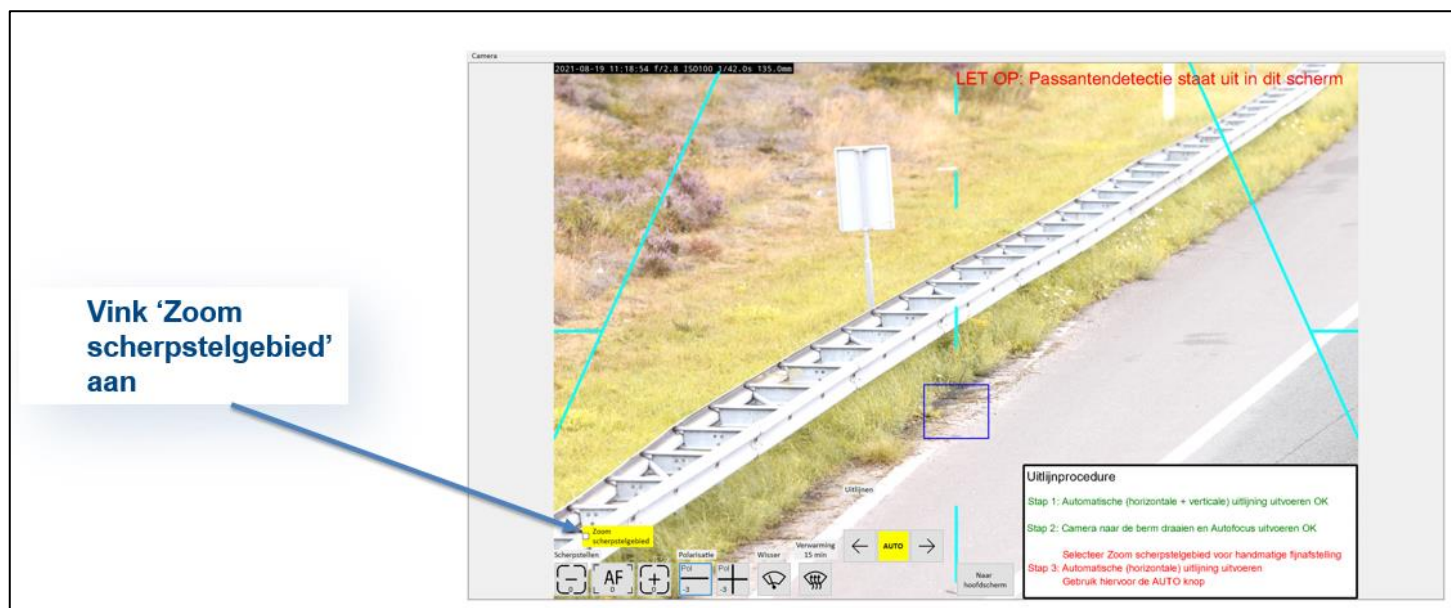 Camera
2021-08-19 11:18:54 f/2.8 ISO100 1/42.0s 135.0mm
LET OP: Passantendetectie staat uit in dit scherm
Vink ‘Zoom
scherpstelgebied’
aan
Uitlijnprocedure
Stap 1: Automatische (horizontale + verticale) uitlijning uitvoeren OK
Stap 2: Camera naar de berm draaien en Autofocus uitvoeren OK
Selecteer Zoom scherpstelgebied voor handmatige fijnafstelling
Stap 3: Automatische (horizontale) uitlijning uitvoeren
Gebruik hiervoor de AUTO knop
Uitlijnen
Zoom
scherpstelgebied
Scherpstellen
Polarisatie
Wisser
Verwarming
15 min
AUTO
AF
D
D
D
Pol
-3
Pol
-3
Naar
hoofdscherm